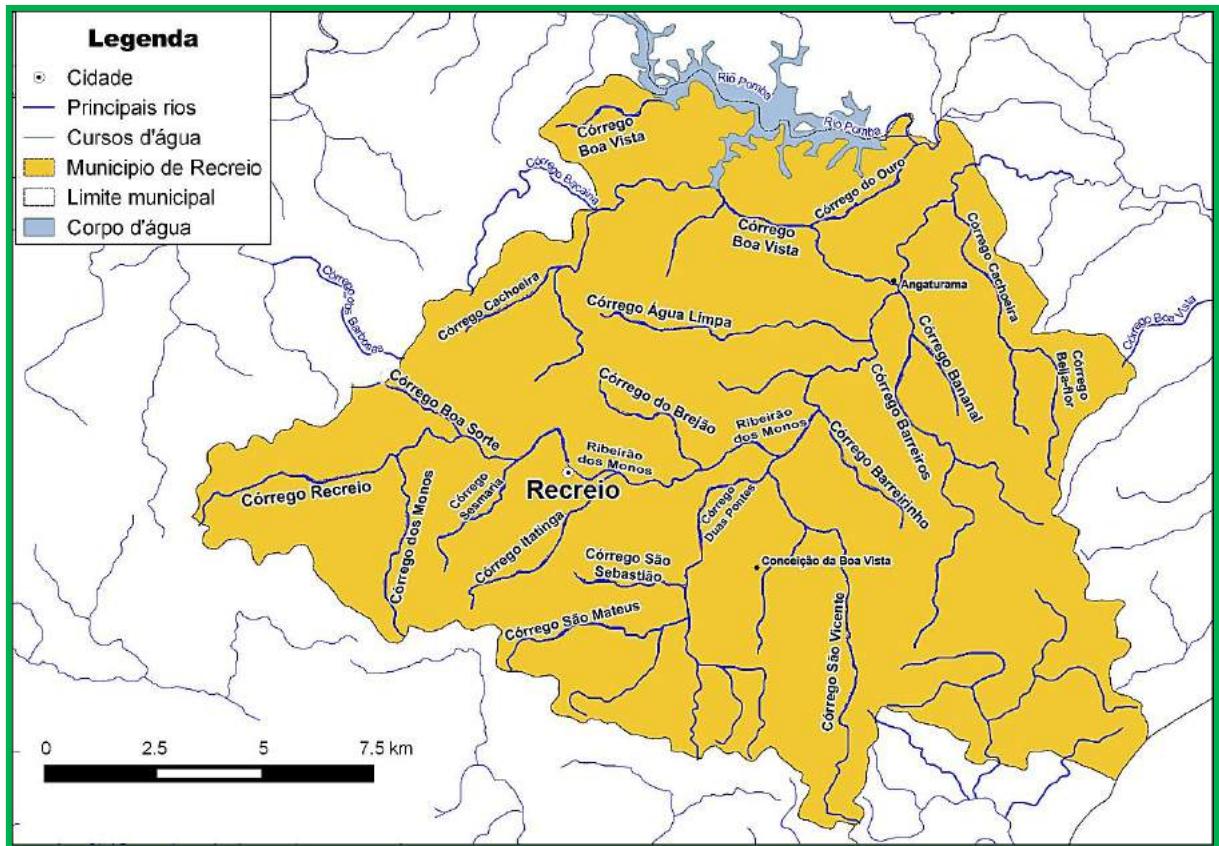 Legenda
Cidade
Principais rios
Cursos d'água
Município de Recreio
Limite municipal
Corpo d'água
Rio Pomba
Rio Pomba
Córrego
Boa Vista
Córrego Bacaina
Córrego do Ouro
Córrego
Boa Vista
Córrego dos Barbosas
Córrego Cachoeira
Angaturama
Córrego Cachoeira
Córrego Boa Vista
Córrego Água Limpa
Córrego Bananal
Córrego
Beija-flor
Córrego Boa Sorte
Córrego do Brejão
Córrego Barreiros
Ribeirão
dos Monos
Ribeirão
dos Monos
Córrego Barreirinho
Córrego Recreio
Córrego dos Monos
Córrego
Sesmaria
Recreio
Córrego
Duas Pontes
Córrego Itatinga
Córrego São
Sebastião
Conceição da Boa Vista
Córrego São Mateus
Córrego São Vicente
0 2.5 5 7.5 km